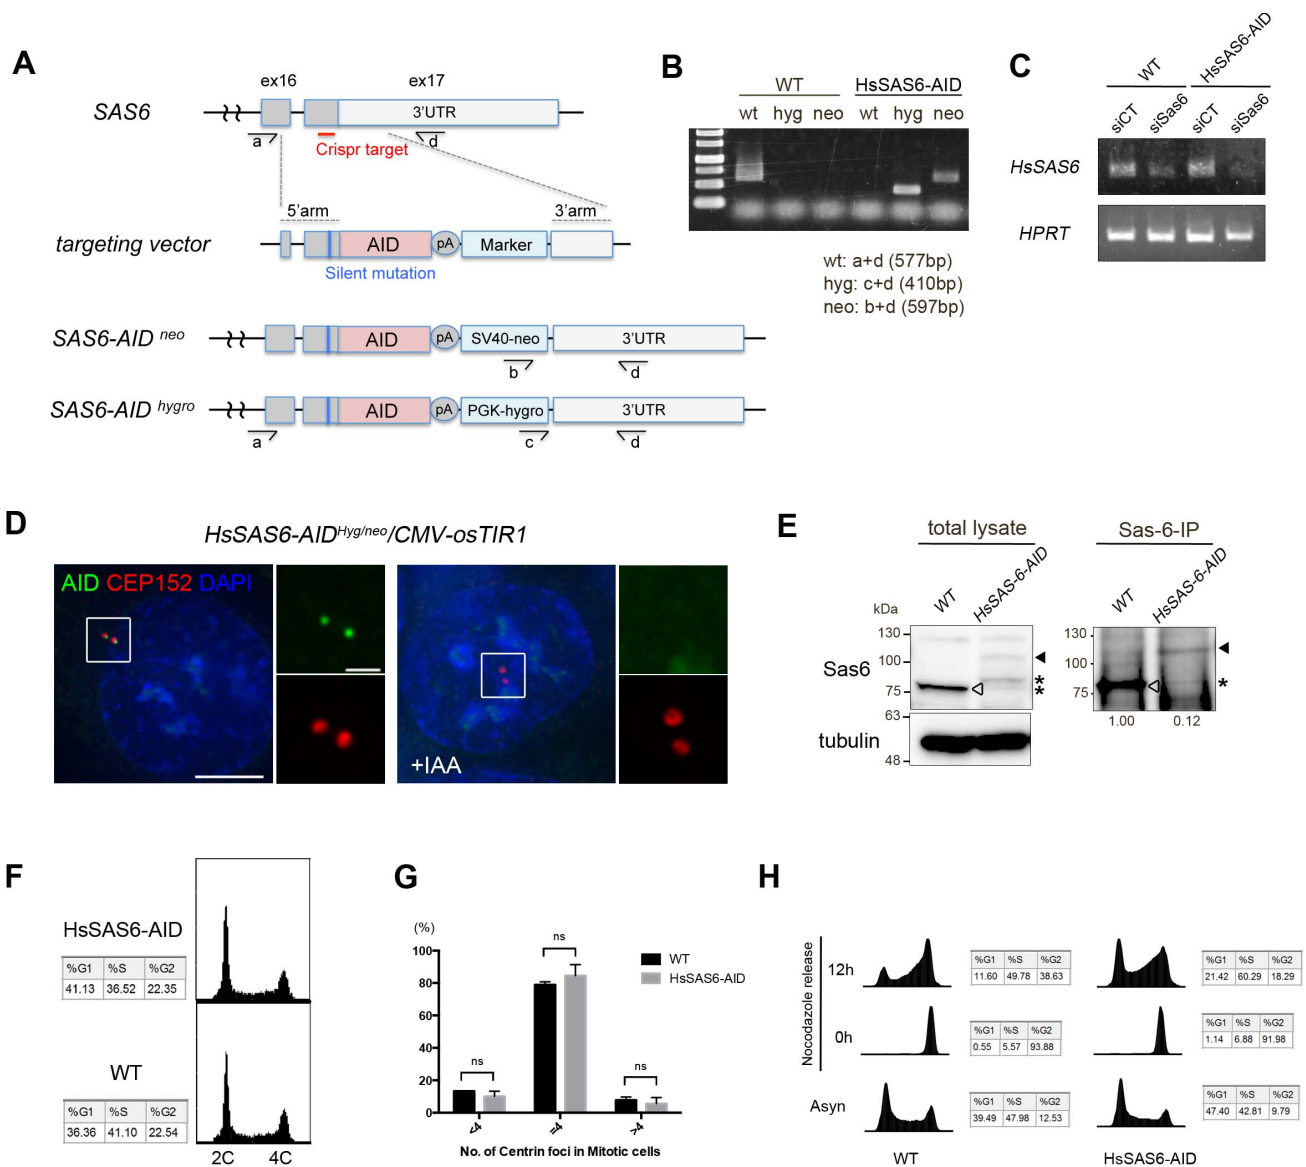 A
ex16 ex17
SAS6
3'UTR
a
d
Crispr target
5'arm 3'arm
targeting vector
AID pA Marker
Silent mutation
SAS6-AID neo
AID pA SV40-neo 3'UTR
b d
SAS6-AID hygro
AID pA PGK-hygro 3'UTR
a c d
B
WT HsSAS6-AID
wt hyg neo wt hyg neo
wt: a+d (577bp)
hyg: c+d (410bp)
neo: b+d (597bp)
C
WT HsSAS6-AID
siCT siSas6 siCT siSas6
HsSAS6
HPRT
D
HsSAS6-AIDHyg/neo/CMV-osTIR1
AID CEP152 DAPI
+IAA
E
total lysate Sas-6-IP
WT HsSAS-6-AID WT HsSAS-6-AID
kDa
130
100
75
63
48
Sas6
tubulin
*
*
130
100
75
*
1.00 0.12
F
HsSAS6-AID
%G1 %S %G2
41.13 36.52 22.35
WT
%G1 %S %G2
36.36 41.10 22.54
2C 4C
G
(%)
100
80
60
40
20
0
ns ns ns
WT
HsSAS6-AID
<4 =4 >4
No. of Centrin foci in Mitotic cells
H
Nocodazole release
12h
%G1 %S %G2
11.60 49.78 38.63
%G1 %S %G2
21.42 60.29 18.29
0h
%G1 %S %G2
0.55 5.57 93.88
%G1 %S %G2
1.14 6.88 91.98
Asyn
%G1 %S %G2
39.49 47.98 12.53
%G1 %S %G2
47.40 42.81 9.79
WT HsSAS6-AID